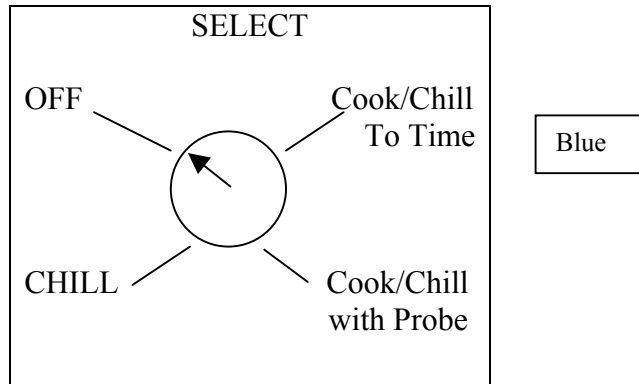 SELECT
OFF
Cook/Chill
To Time
Blue
CHILL
Cook/Chill
with Probe